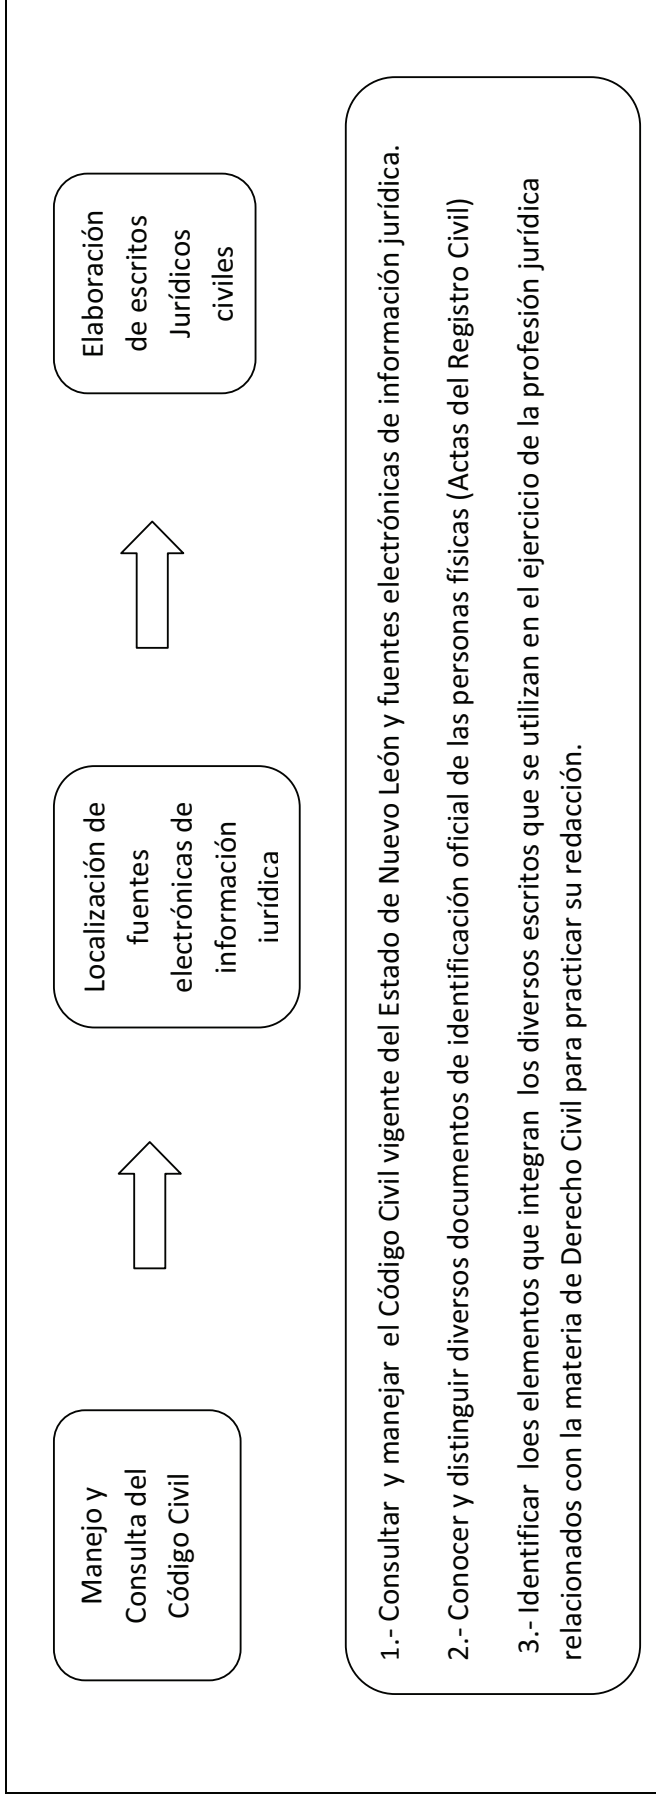 Manejo y
Consulta del
Código Civil
Localización de
fuentes
electrónicas de
información
iurídica
Elaboración
de escritos
Jurídicos
civiles
1.- Consultar y manejar el Código Civil vigente del Estado de Nuevo León y fuentes electrónicas de información jurídica.
2.- Conocer y distinguir diversos documentos de identificación oficial de las personas físicas (Actas del Registro Civil)
3.- Identificar loes elementos que integran los diversos escritos que se utilizan en el ejercicio de la profesión jurídica
relacionados con la materia de Derecho Civil para practicar su redacción.